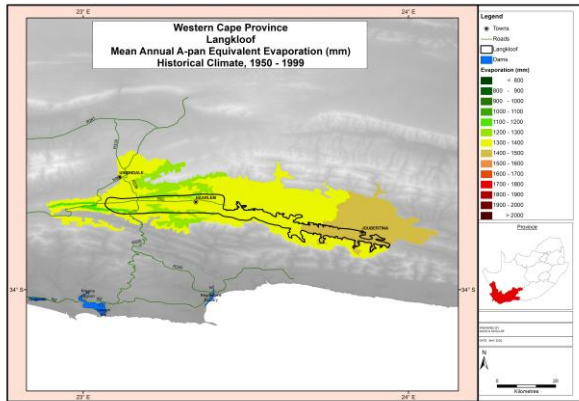 Western Cape Province
Langkloof
Mean Annual A-pan Equivalent Evaporation (mm)
Historical Climate, 1950 - 1999
23° E
24° E
UNIONDALE
HAARLEM
JOUBERTINA
34° S
34° S
23° E
24° E
Legend
Towns
Roads
Langkloof
Dams
Evaporation (mm)
< 800
800 - 900
900 - 1000
1000 - 1100
1100 - 1200
1200 - 1300
1300 - 1400
1400 - 1500
1500 - 1600
1600 - 1700
1700 - 1800
1800 - 1900
1900 - 2000
> 2000
Province
N
0
20
Kilometres